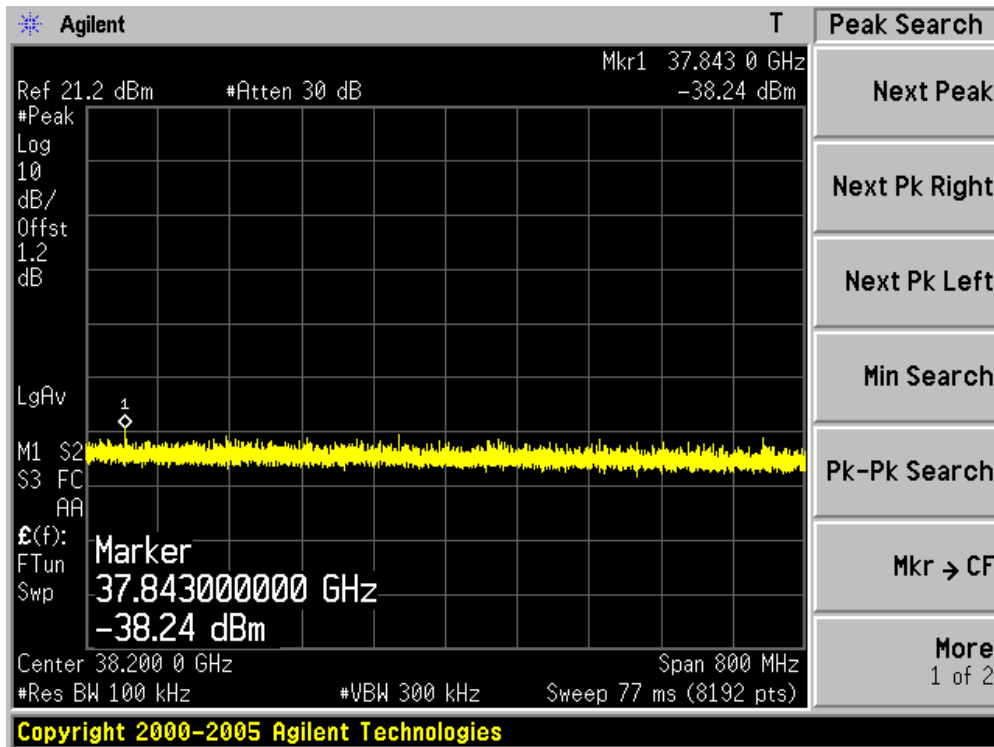 Agilent T Peak Search
Mkr1 37.843 0 GHz
Ref 21.2 dBm #Atten 30 dB -38.24 dBm
#Peak
Log
10
dB/
Offst
1.2
dB
LgAv
1
M1 S2
S3 FC
AA
£(f):
FTun
Swp
Marker
37.843000000 GHz
-38.24 dBm
Center 38.200 0 GHz Span 800 MHz
#Res BW 100 kHz #VBW 300 kHz Sweep 77 ms (8192 pts)
Copyright 2000-2005 Agilent Technologies
Next Peak
Next Pk Right
Next Pk Left
Min Search
Pk-Pk Search
Mkr → CF
More
1 of 2